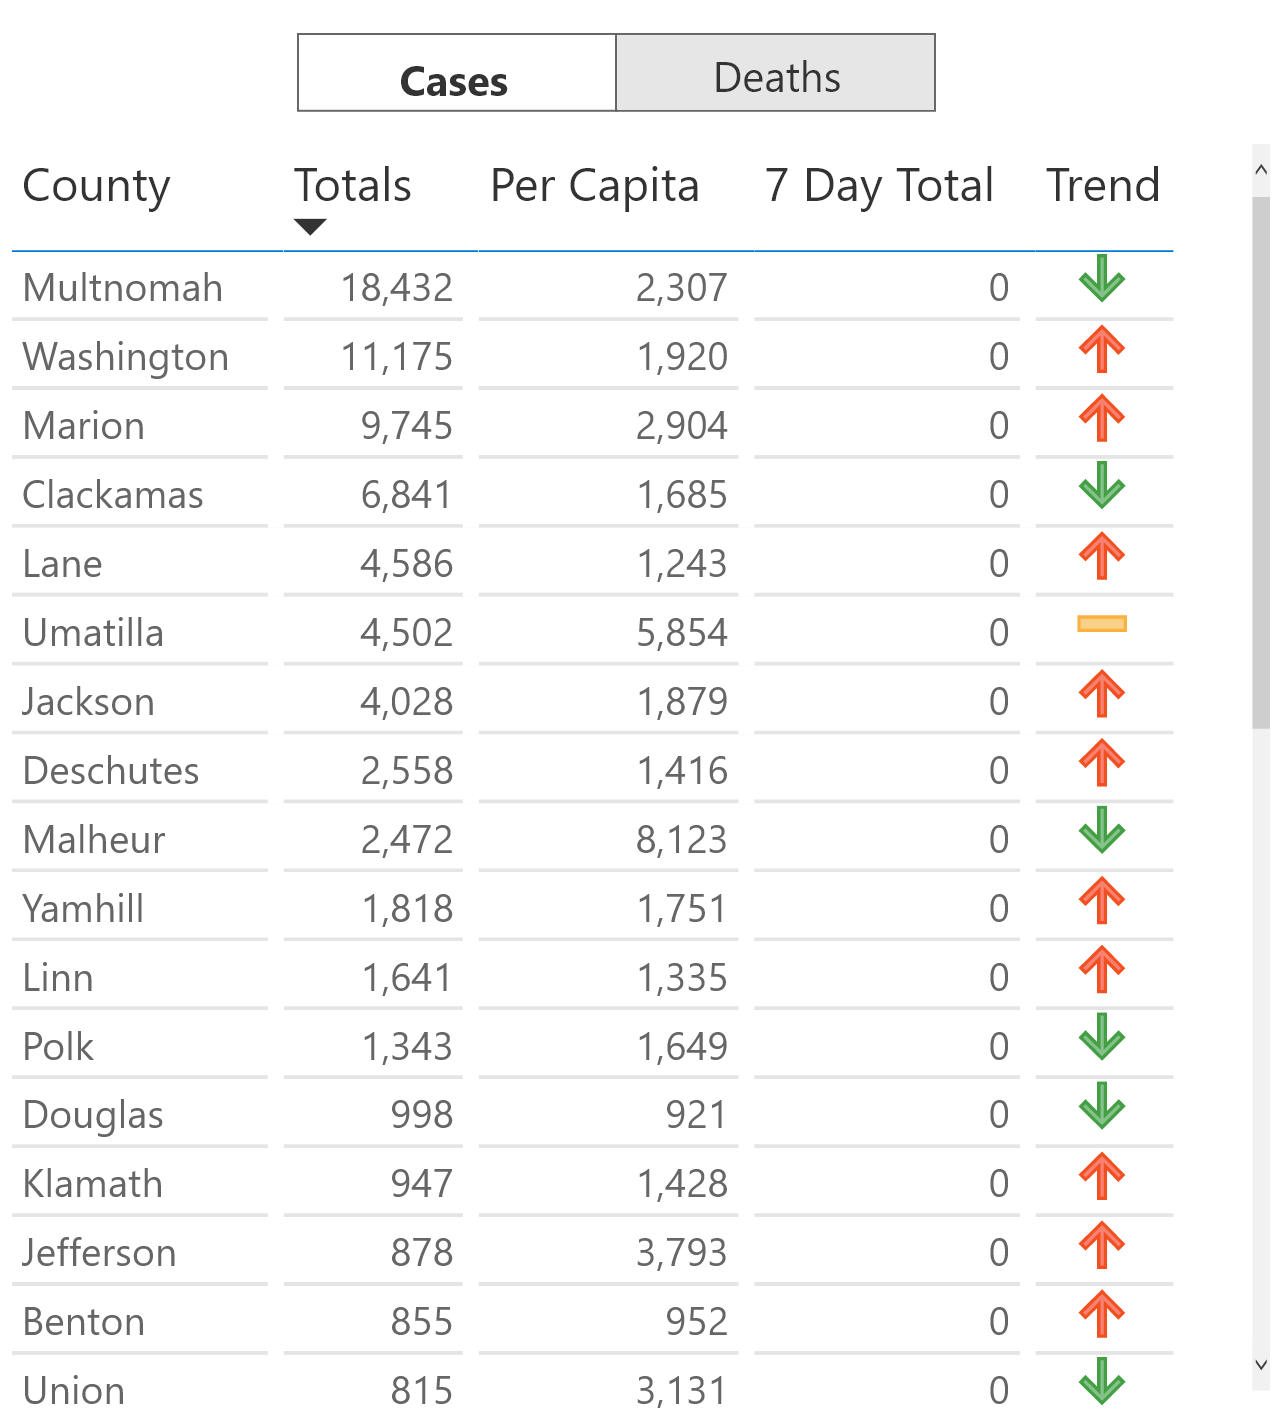 Cases Deaths
County Totals Per Capita 7 Day Total Trend
Multnomah 18,432 2,307 0
Washington 11,175 1,920 0
Marion 9,745 2,904 0
Clackamas 6,841 1,685 0
Lane 4,586 1,243 0
Umatilla 4,502 5,854 0
Jackson 4,028 1,879 0
Deschutes 2,558 1,416 0
Malheur 2,472 8,123 0
Yamhill 1,818 1,751 0
Linn 1,641 1,335 0
Polk 1,343 1,649 0
Douglas 998 921 0
Klamath 947 1,428 0
Jefferson 878 3,793 0
Benton 855 952 0
Union 815 3,131 0